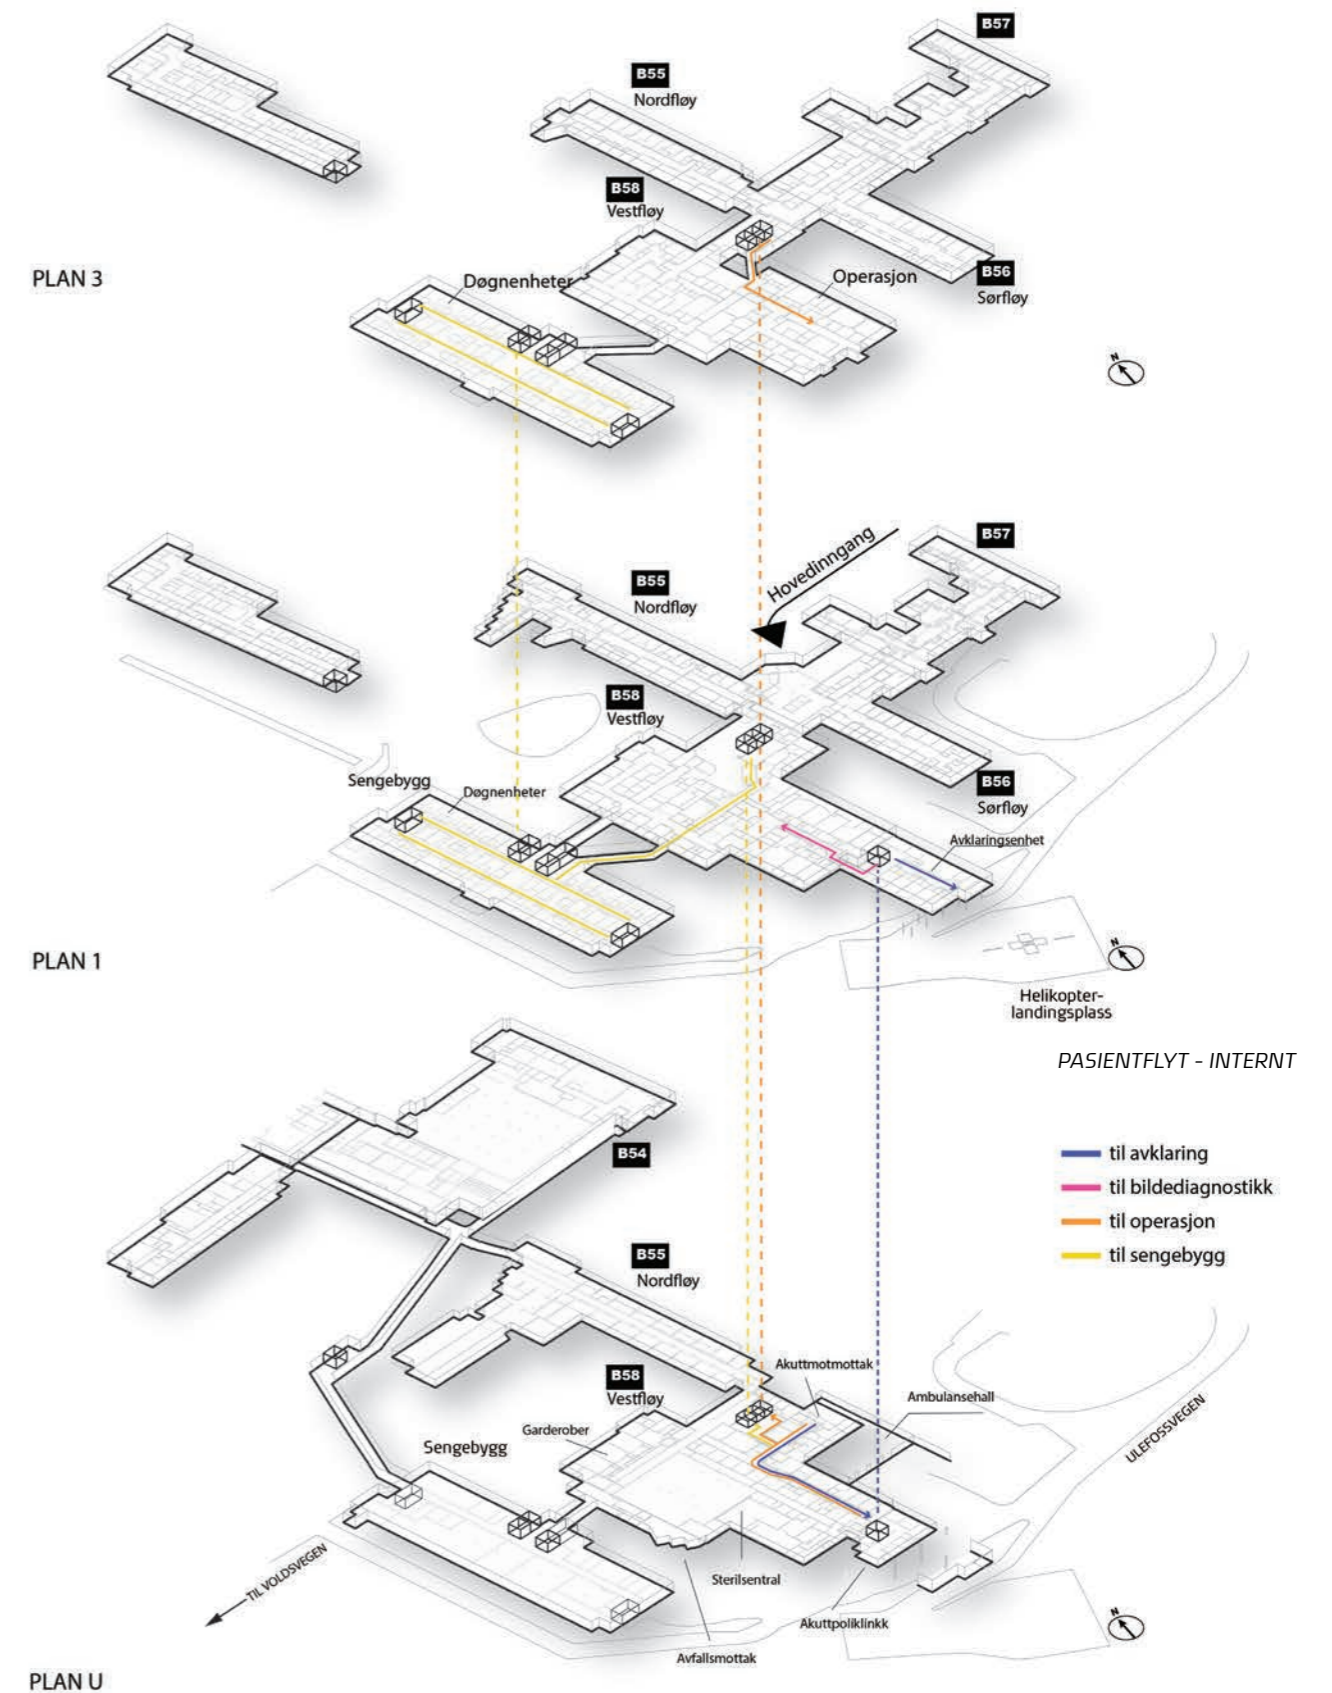 B57
B55
Nordfløy
B58
Vestfløy
Døgnenheter
Operasjon
B56
Sørfløy
PLAN 3
N
Hovedinngang
B57
B55
Nordfløy
B58
Vestfløy
Sengebygg
Døgnenheter
B56
Sørfløy
Avklaringsenhet
PLAN 1
N
Helikopter-
landingsplass
PASIENTFLYT - INTERNT
til avklaring
til bildediagnostikk
til operasjon
til sengebygg
B54
B55
Nordfløy
B58
Vestfløy
Akuttmotmottak
Ambulansehall
ULEFOSSVEGEN
Garderober
Sengebygg
TIL VOLDSVEGEN
Sterilsentral
Akuttpoliklinkk
Avfallsmottak
N
PLAN U